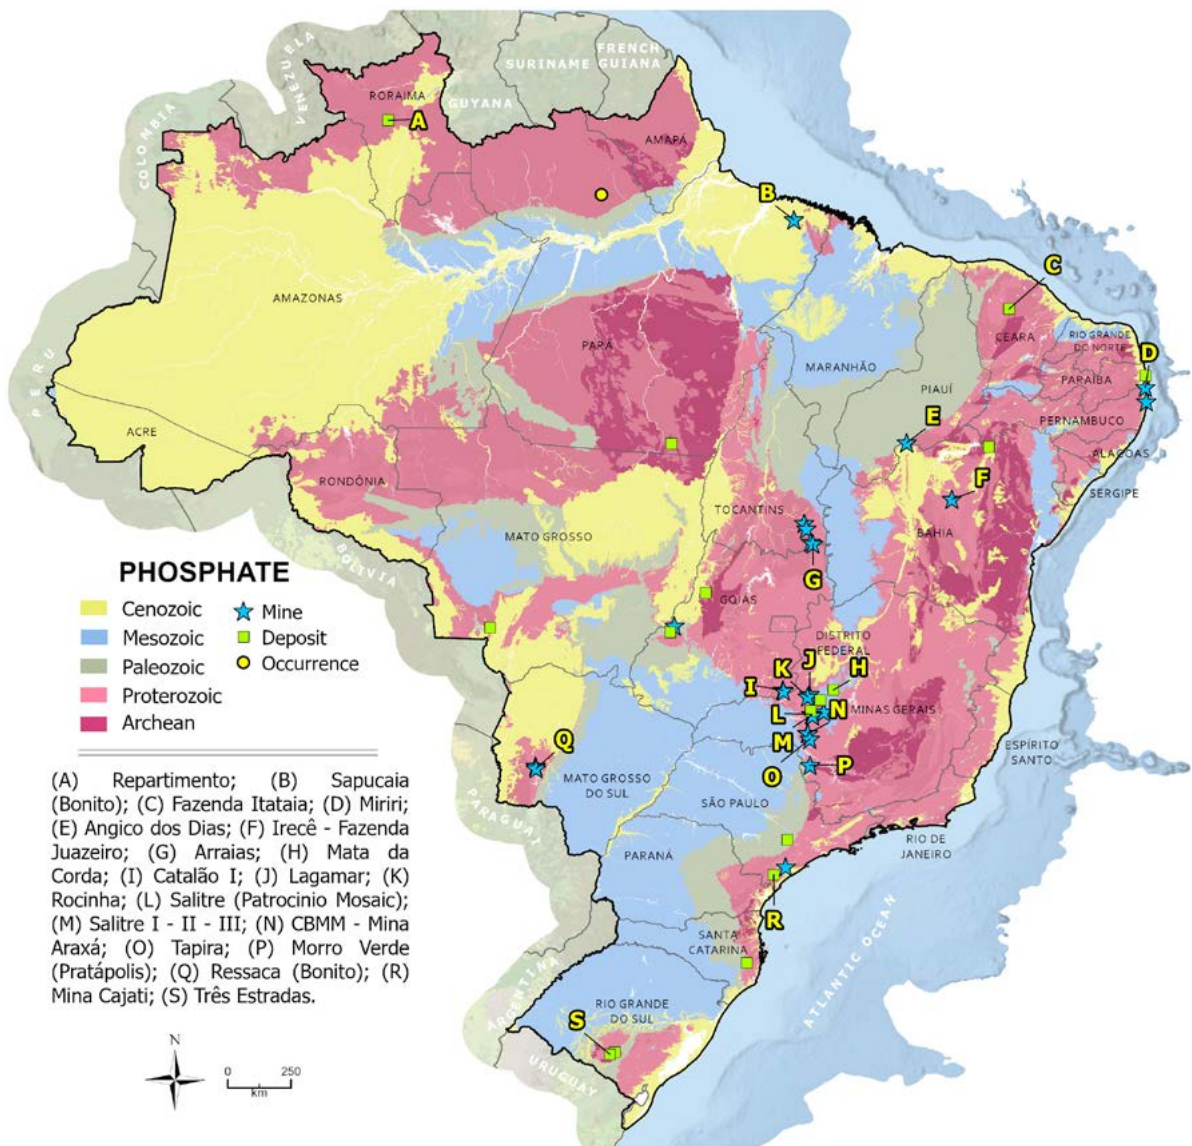 VENEZUELA
SURINAME
FRENCH
GUIANA
COLOMBIA
RORAIMA
GUYANA
A
AMAPÁ
B
C
AMAZONAS
CEARA
RIO GRANDE
DO NORTE
D
PARÁ
MARANHÃO
PERU
PIAUÍ
PARAÍBA
E
PERNAMBUCO
ACRE
ALAGOAS
F
RONDÔNIA
SERGIPE
TOCANTINS
MATO GROSSO
BAHIA
BOLIVIA
G
GOIÁS
DISTRITO
FEDERAL
J
H
K
I
L
N
MINAS GERAIS
M
Q
O
P
ESPÍRITO
SANTO
MATO GROSSO
DO SUL
SÃO PAULO
PARAGUAI
RIO DE
JANEIRO
PARANÁ
R
SANTA
CATARINA
ATLANTIC OCEAN
ARGENTINA
RIO GRANDE
DO SUL
S
URUGUAY
PHOSPHATE
Cenozoic
Mine
Mesozoic
Deposit
Paleozoic
Occurrence
Proterozoic
Archean
(A) Repartimento; (B) Sapucaia
(Bonito); (C) Fazenda Itataia; (D) Miriri;
(E) Angico dos Dias; (F) Irecê - Fazenda
Juazeiro; (G) Arraias; (H) Mata da
Corda; (I) Catalão I; (J) Lagamar; (K)
Rocinha; (L) Salitre (Patrocinio Mosaic);
(M) Salitre I - II - III; (N) CBMM - Mina
Araxá; (O) Tapira; (P) Morro Verde
(Pratápolis); (Q) Ressaca (Bonito); (R)
Mina Cajati; (S) Três Estradas.
N
0 250
km